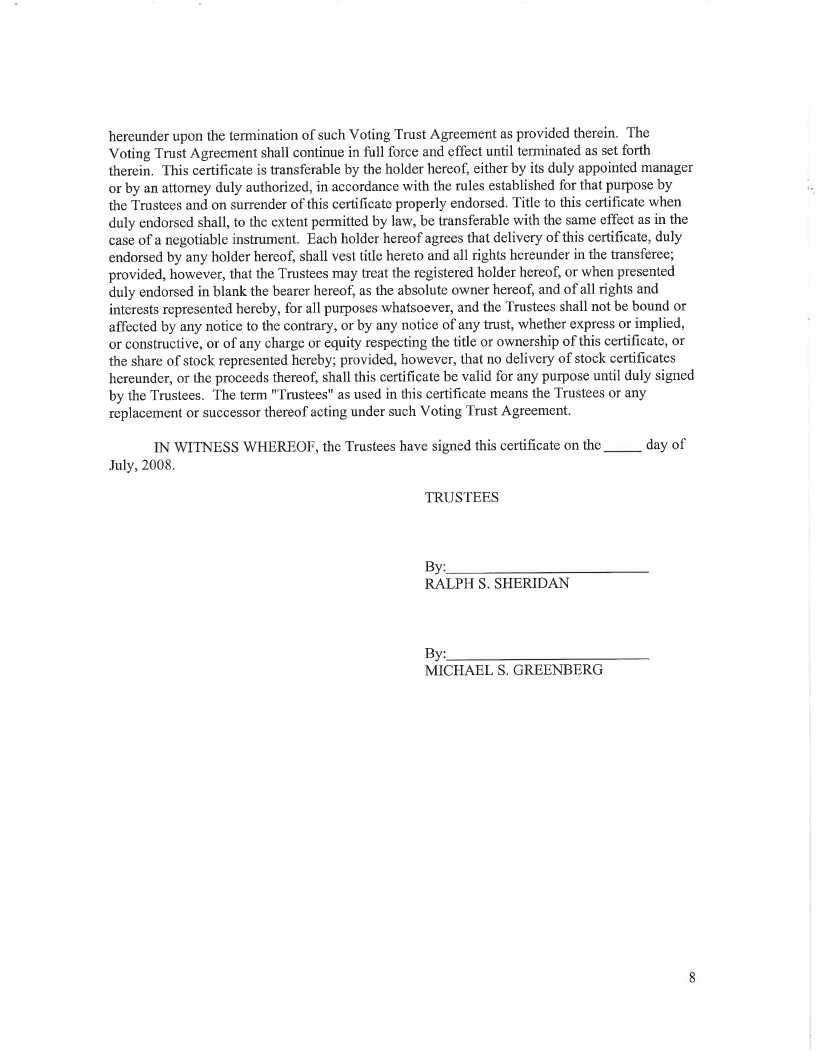 hereunder upon the termination of such Voting Trust Agreement as provided therein.  The
Voting Trust Agreement shall continue in full force and effect until terminated as set forth
therein.  This certificate is transferable by the holder hereof, either by its duly appointed manager
or by an attorney duly authorized, in accordance with the rules established for that purpose by
the Trustees and on surrender of this certificate properly endorsed. Title to this certificate when
duly endorsed shall, to the extent permitted by law, be transferable with the same effect as in the
case of a negotiable instrument.  Each holder hereof agrees that delivery of this certificate, duly
endorsed by any holder hereof, shall vest title hereto and all rights hereunder in the transferee;
provided, however, that the Trustees may treat the registered holder hereof, or when presented
duly endorsed in blank the bearer hereof, as the absolute owner hereof, and of all rights and
interests represented hereby, for all purposes whatsoever, and the Trustees shall not be bound or
affected by any notice to the contrary, or by any notice of any trust, whether express or implied,
or constructive, or of any charge or equity respecting the title or ownership of this certificate, or
the share of stock represented hereby; provided, however, that no delivery of stock certificates
hereunder, or the proceeds thereof, shall this certificate be valid for any purpose until duly signed
by the Trustees.  The term "Trustees" as used in this certificate means the Trustees or any
replacement or successor thereof acting under such Voting Trust Agreement.
IN WITNESS WHEREOF, the Trustees have signed this certificate on the _____ day of
July, 2008.
TRUSTEES
By:____________________________
RALPH S. SHERIDAN
By:____________________________
MICHAEL S. GREENBERG
8